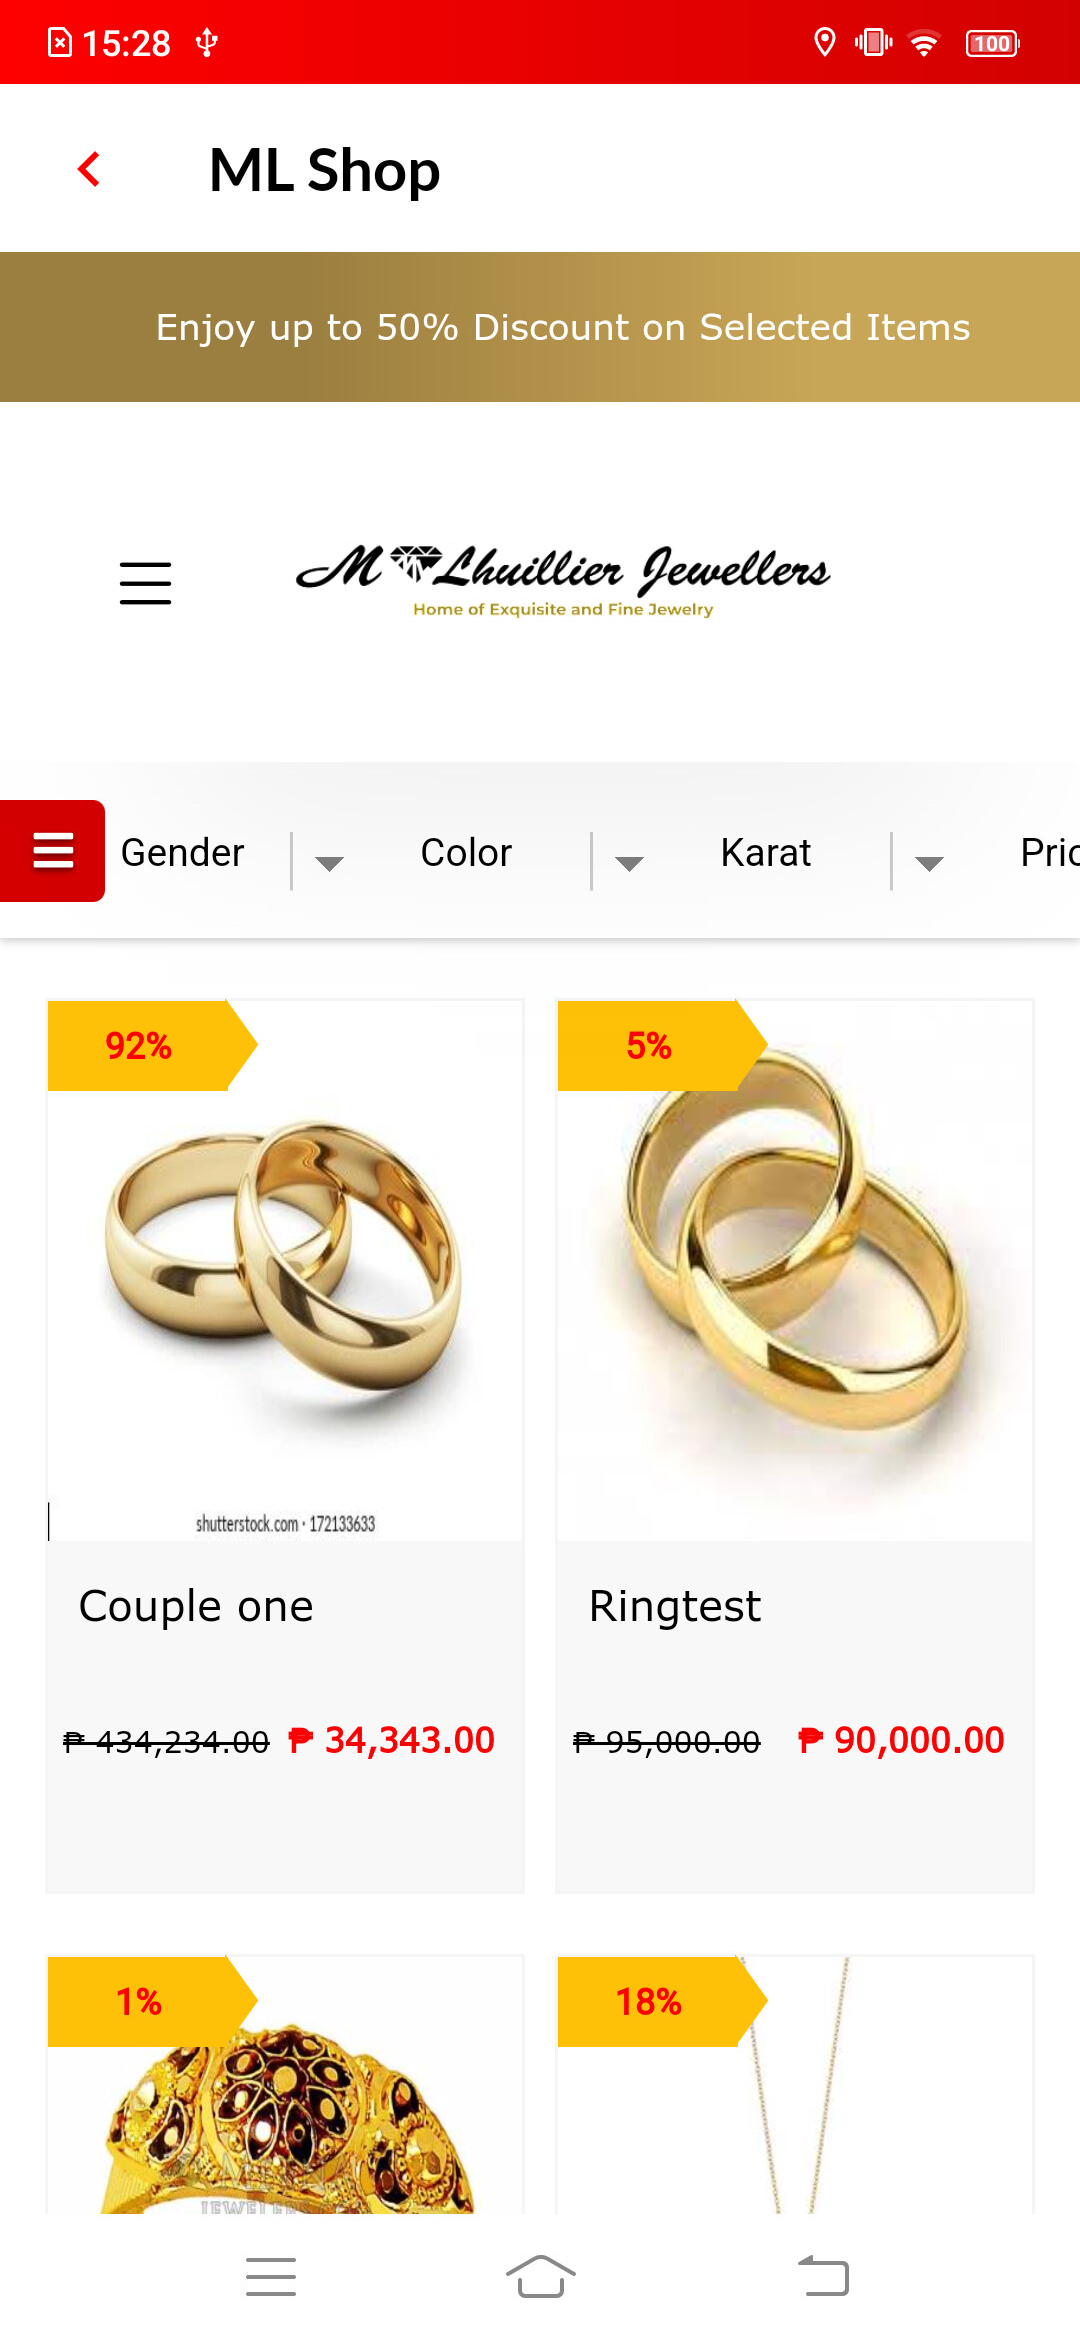 15:28
100
ML Shop
Enjoy up to 50% Discount on Selected Items
M Lhuillier Jewellers
Home of Exquisite and Fine Jewelry
Gender
Color
Karat
Pric
92%
5%
shutterstock.com · 172133633
Couple one
Ringtest
₱ 434,234.00 ₱ 34,343.00
₱ 95,000.00 ₱ 90,000.00
1%
18%